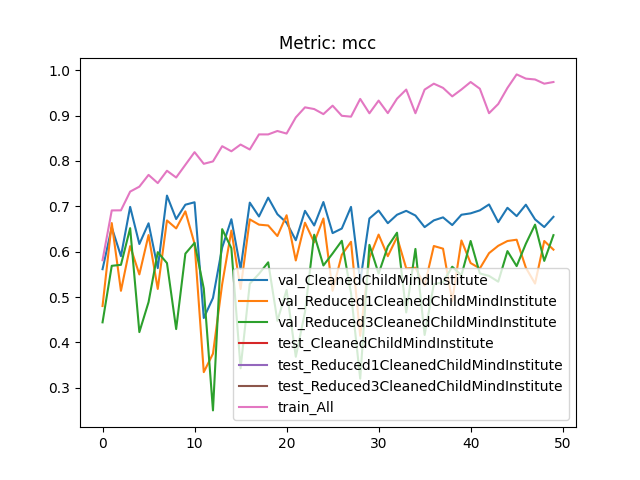 Metric: mcc
1.0
0.9
0.8
0.7
0.6
0.5
0.4
0.3
val_CleanedChildMindInstitute
val_Reduced1CleanedChildMindInstitute
val_Reduced3CleanedChildMindInstitute
test_CleanedChildMindInstitute
test_Reduced1CleanedChildMindInstitute
test_Reduced3CleanedChildMindInstitute
train_All
0 10 20 30 40 50